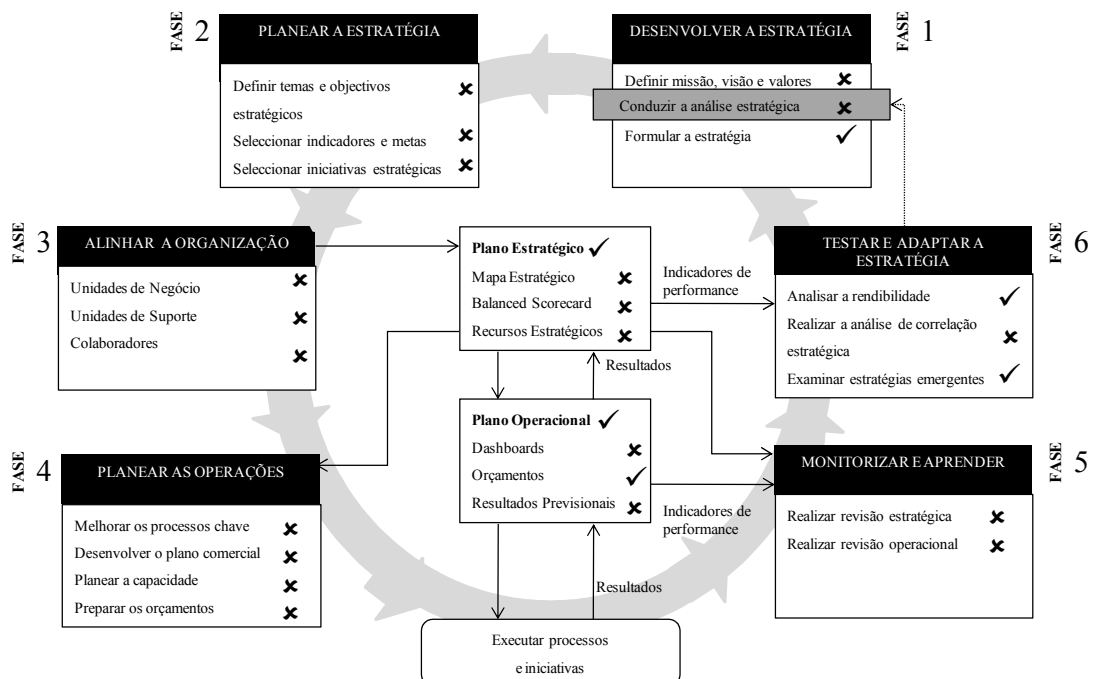 FASE 1
DESENVOLVER A ESTRATÉGIA
Definir missão, visão e valores ✘
Conduzir a análise estratégica ✘
Formular a estratégia ✓
FASE 2
PLANEAR A ESTRATÉGIA
Definir temas e objectivos ✘
estratégicos
Seleccionar indicadores e metas ✘
Seleccionar iniciativas estratégicas ✘
FASE 3
ALINHAR A ORGANIZAÇÃO
Unidades de Negócio ✘
Unidades de Suporte ✘
Colaboradores ✘
Plano Estratégico ✓
Mapa Estratégico ✘
Balanced Scorecard ✘
Recursos Estratégicos ✘
Indicadores de
performance
FASE 6
TESTAR E ADAPTAR A
ESTRATÉGIA
Analisar a rendibilidade ✓
Realizar a análise de correlação
estratégica ✘
Examinar estratégias emergentes ✓
Resultados
FASE 4
PLANEAR AS OPERAÇÕES
Melhorar os processos chave ✘
Desenvolver o plano comercial ✘
Planear a capacidade ✘
Preparar os orçamentos ✘
Plano Operacional ✓
Dashboards ✘
Orçamentos ✓
Resultados Previsionais ✘
Indicadores de
performance
FASE 5
MONITORIZAR E APRENDER
Realizar revisão estratégica ✘
Realizar revisão operacional ✘
Resultados
Executar processos
e iniciativas